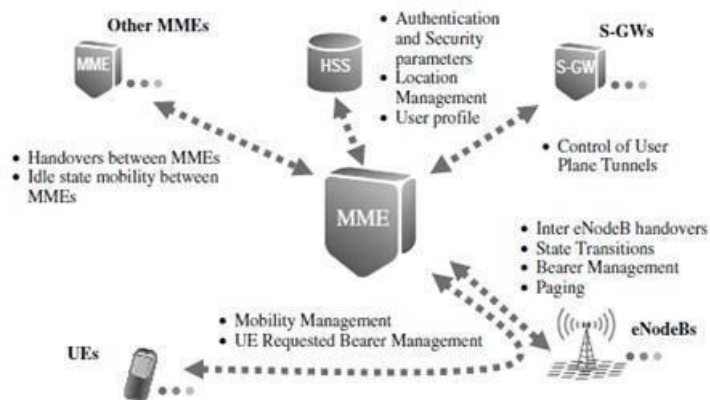 Other MMEs
MME
• Handovers between MMEs
• Idle state mobility between
MMEs
HSS
• Authentication
and Security
parameters
• Location
Management
• User profile
S-GWs
S-GW
• Control of User
Plane Tunnels
MME
• Inter eNodeB handovers
• State Transitions
• Bearer Management
• Paging
eNodeBs
• Mobility Management
• UE Requested Bearer Management
UEs